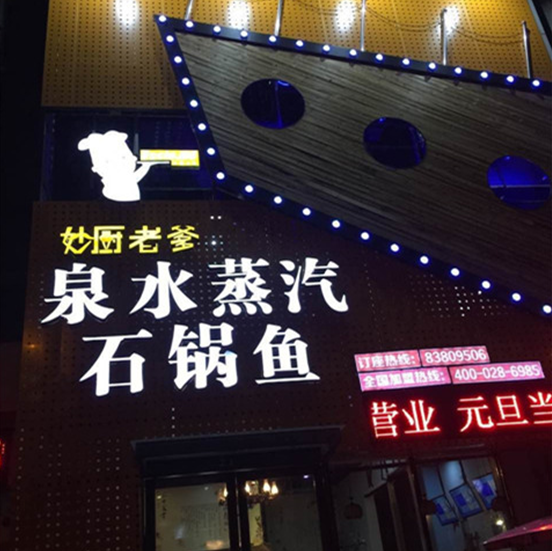 妙厨老爹
泉水蒸汽
石锅鱼
订座热线：83809506
全国加盟热线：400-028-6985
营业 元旦当